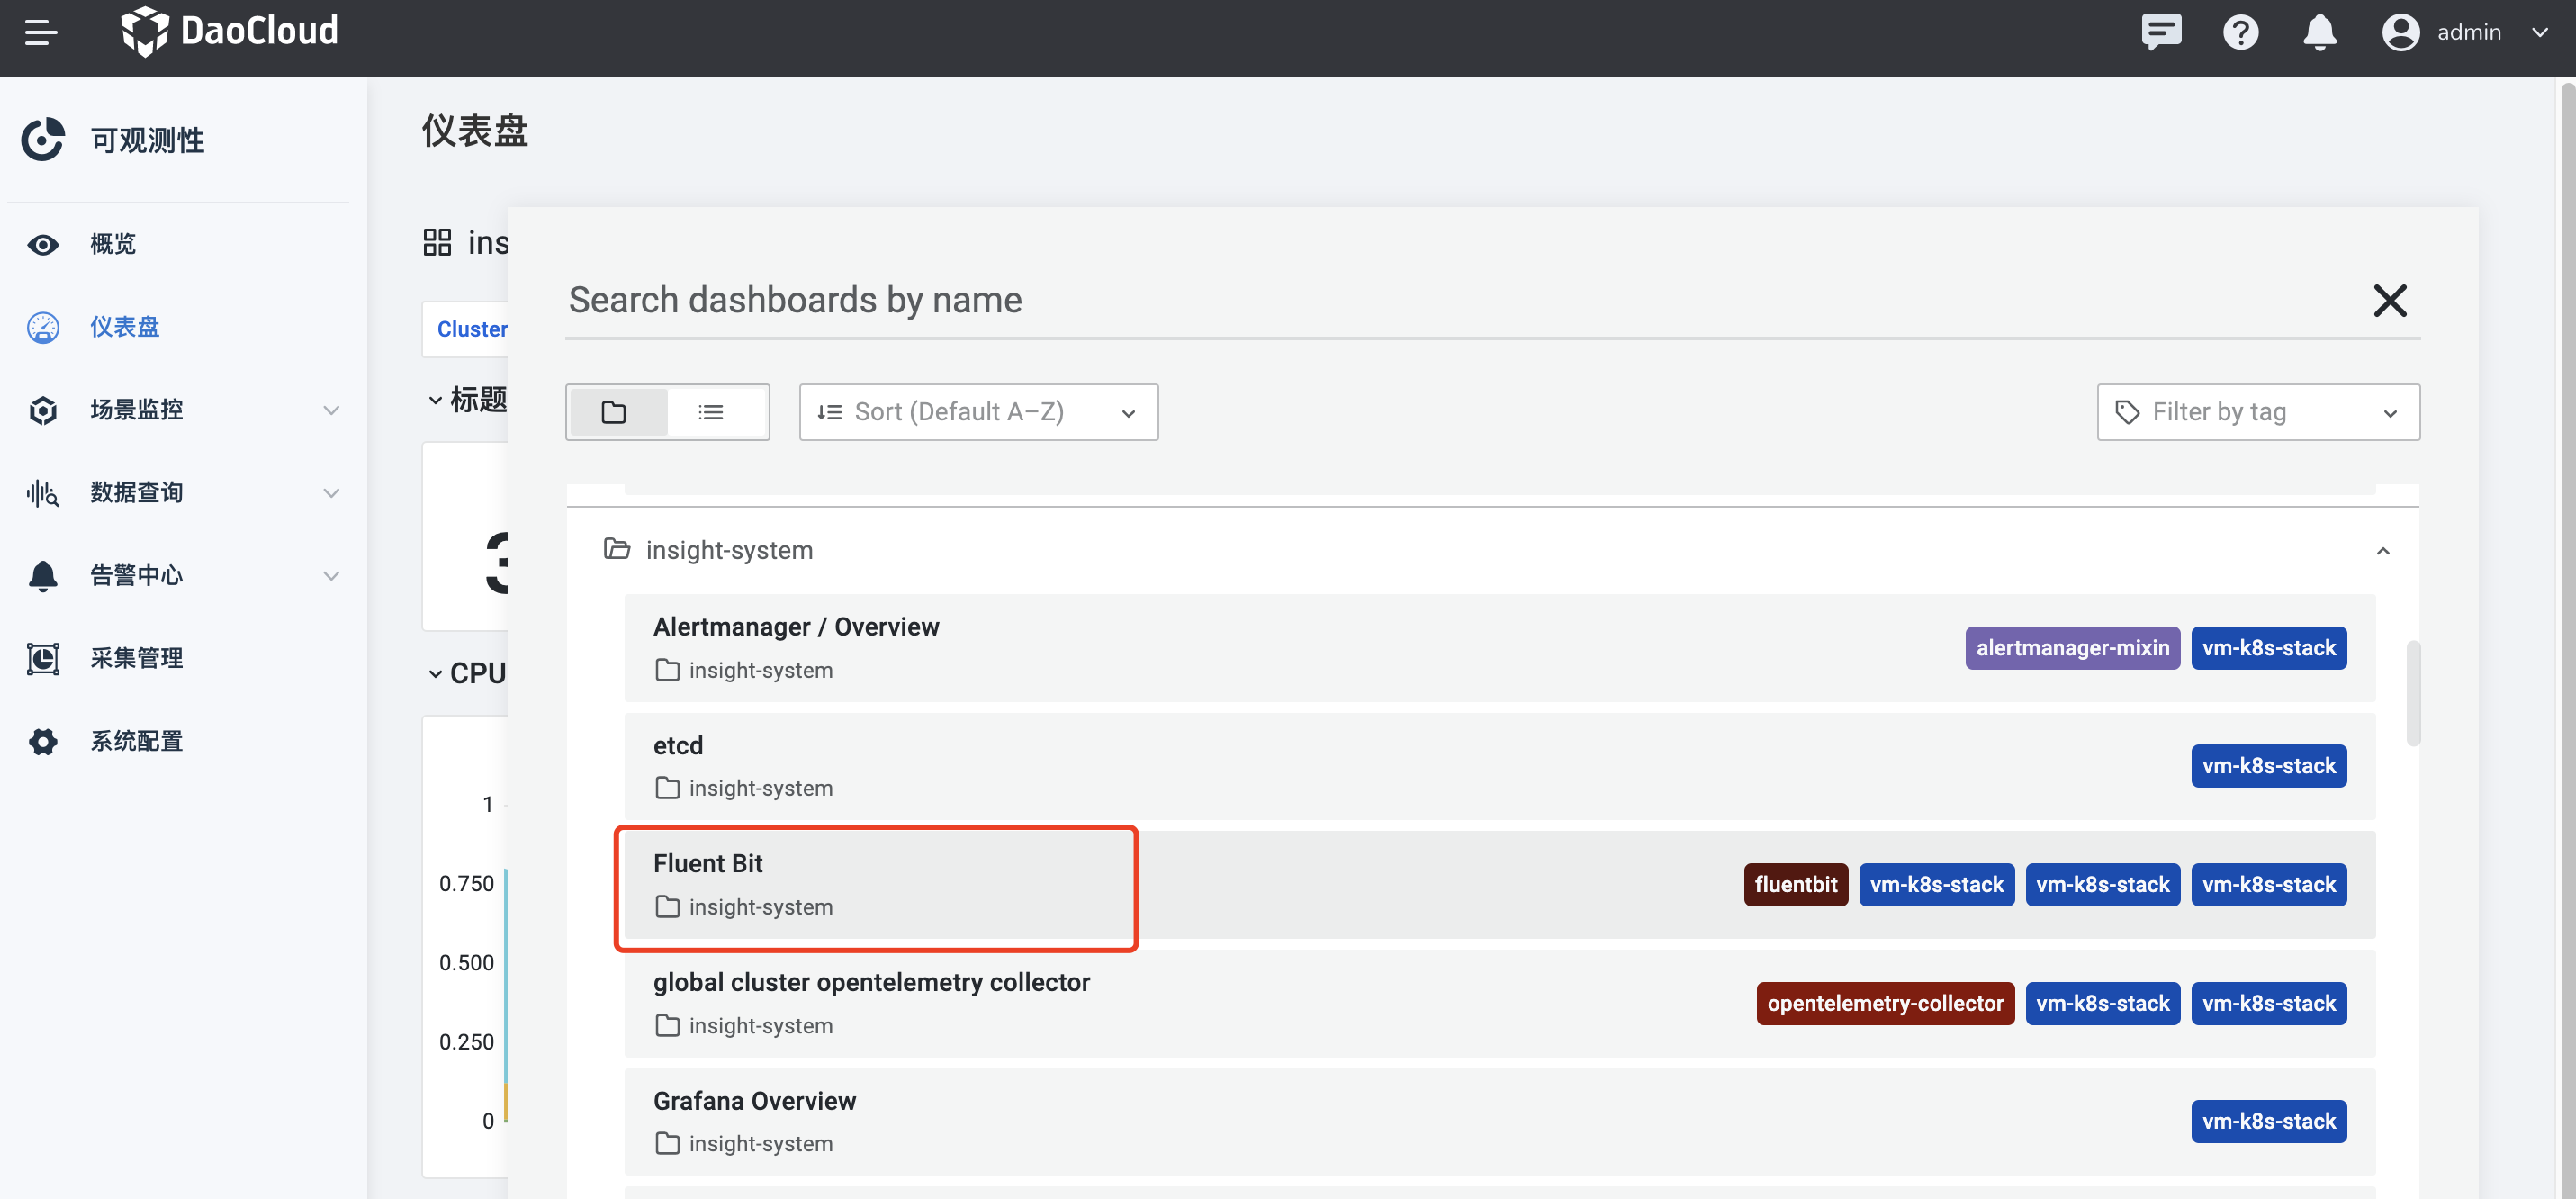 DaoCloud
admin
可观测性
概览
仪表盘
场景监控
数据查询
告警中心
采集管理
系统配置
仪表盘
ins
Cluster
标题
3
CPU
1
0.750
0.500
0.250
0
Search dashboards by name
Sort (Default A–Z)
Filter by tag
insight-system
Alertmanager / Overview
insight-system
alertmanager-mixin vm-k8s-stack
etcd
insight-system
vm-k8s-stack
Fluent Bit
insight-system
fluentbit vm-k8s-stack vm-k8s-stack vm-k8s-stack
global cluster opentelemetry collector
insight-system
opentelemetry-collector vm-k8s-stack vm-k8s-stack
Grafana Overview
insight-system
vm-k8s-stack